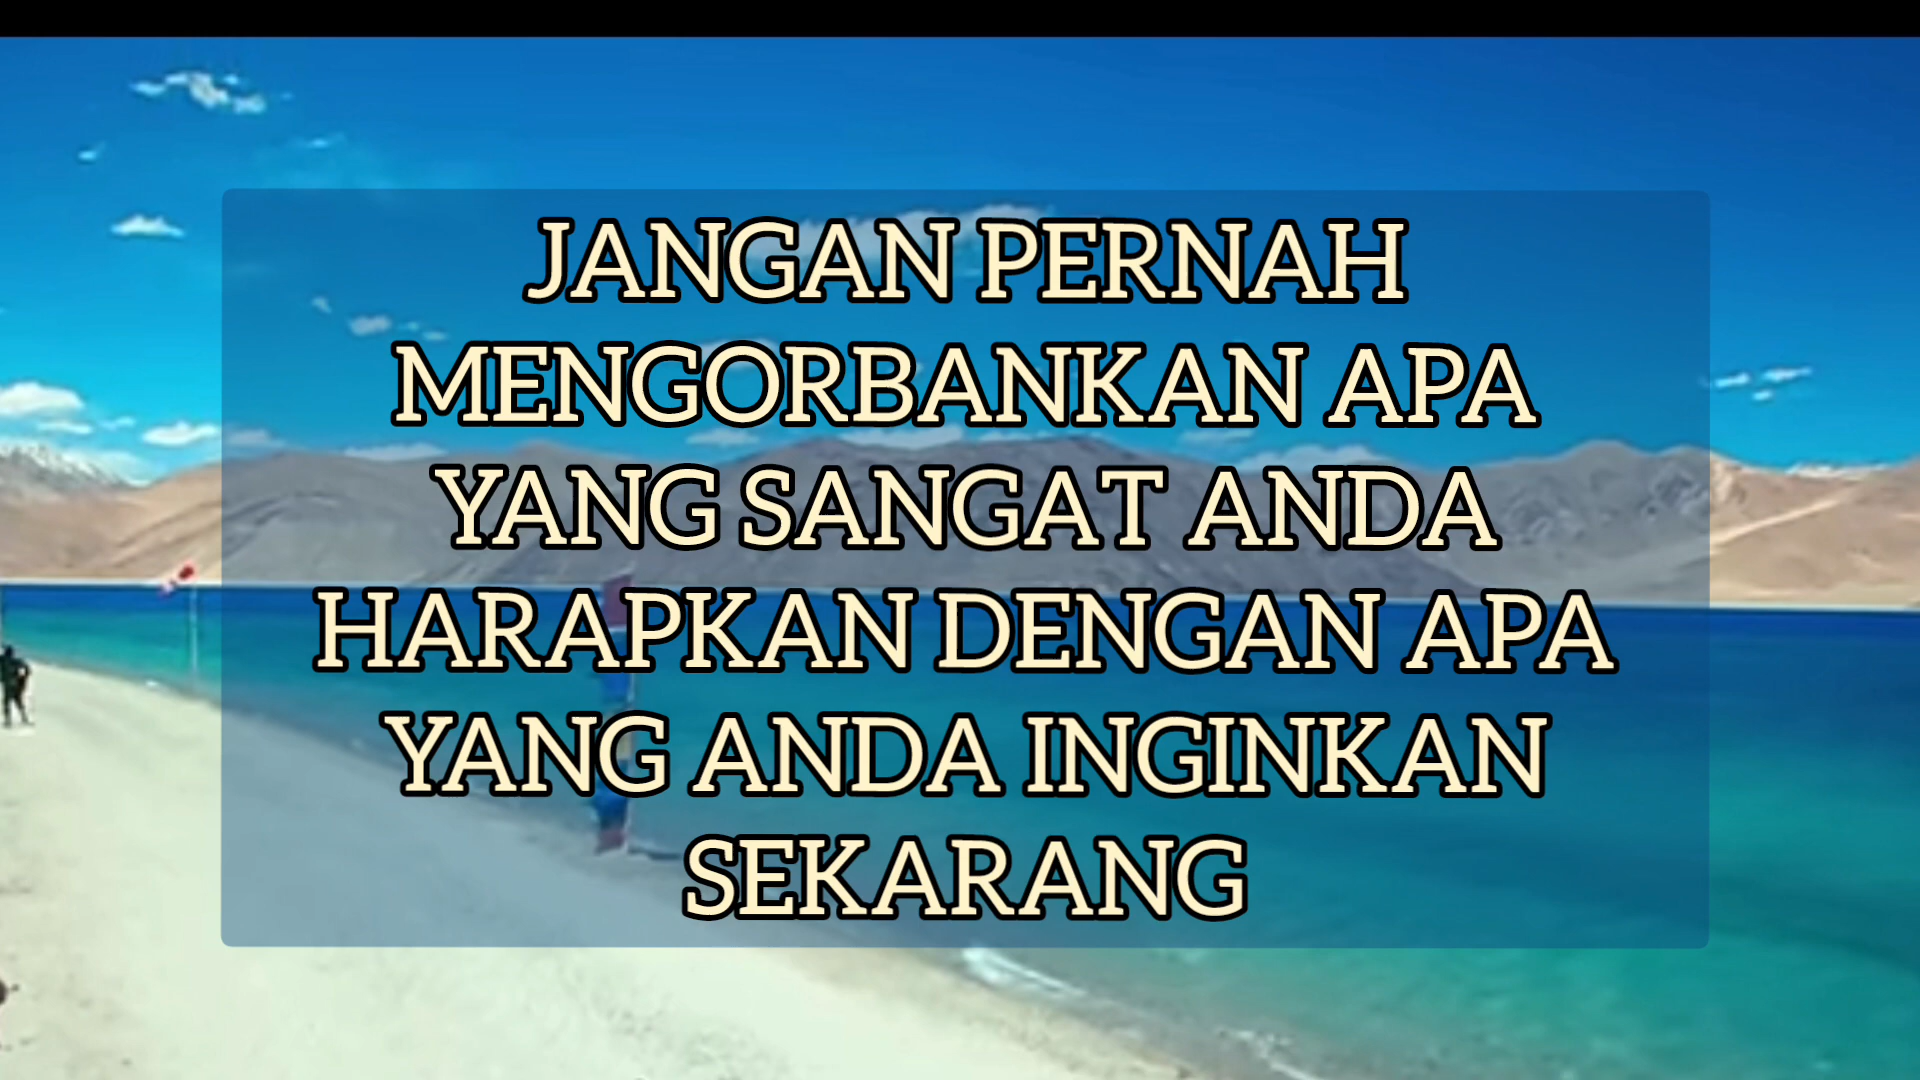 JANGAN PERNAH
MENGORBANKAN APA
YANG SANGAT ANDA
HARAPKAN DENGAN APA
YANG ANDA INGINKAN
SEKARANG